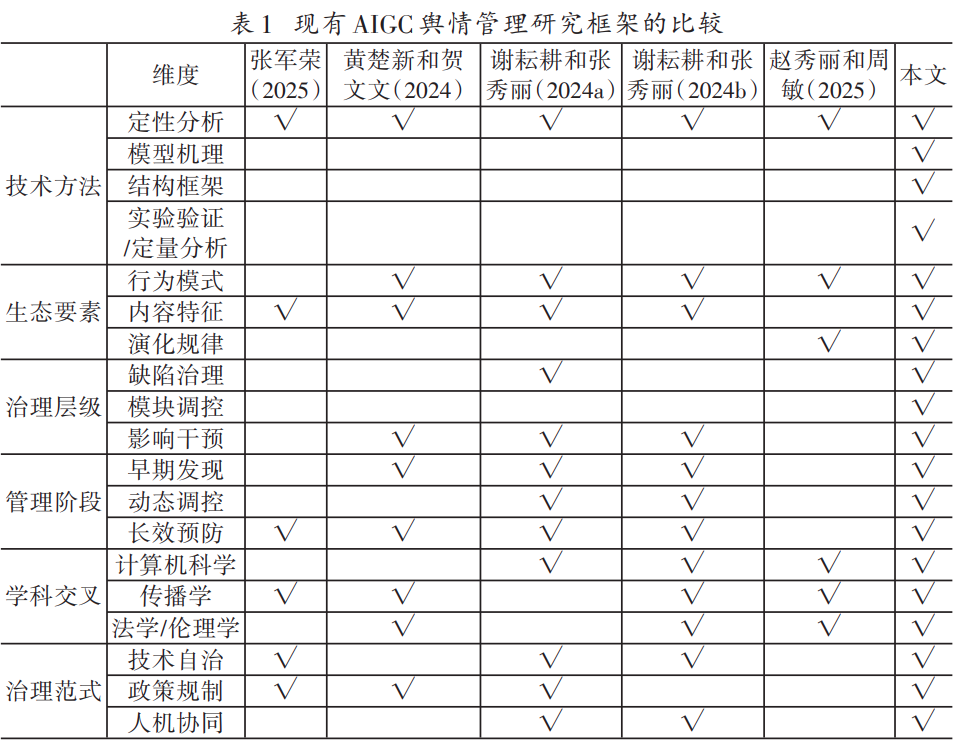 表1 现有AIGC舆情管理研究框架的比较
维度 张军荣(2025) 黄楚新和贺文文(2024) 谢耘耕和张秀丽(2024a) 谢耘耕和张秀丽(2024b) 赵秀丽和周敏(2025) 本文
技术方法 定性分析 √ √ √ √ √ √
模型机理 √
结构框架 √
实验验证/定量分析 √
生态要素 行为模式 √ √ √ √ √
内容特征 √ √ √ √ √
演化规律 √ √
治理层级 缺陷治理 √ √
模块调控 √
影响干预 √ √ √ √
管理阶段 早期发现 √ √ √ √
动态调控 √ √ √
长效预防 √ √ √ √ √
学科交叉 计算机科学 √ √ √ √
传播学 √ √ √ √ √
法学/伦理学 √ √ √ √
治理范式 技术自治 √ √ √ √
政策规制 √ √ √ √
人机协同 √ √ √